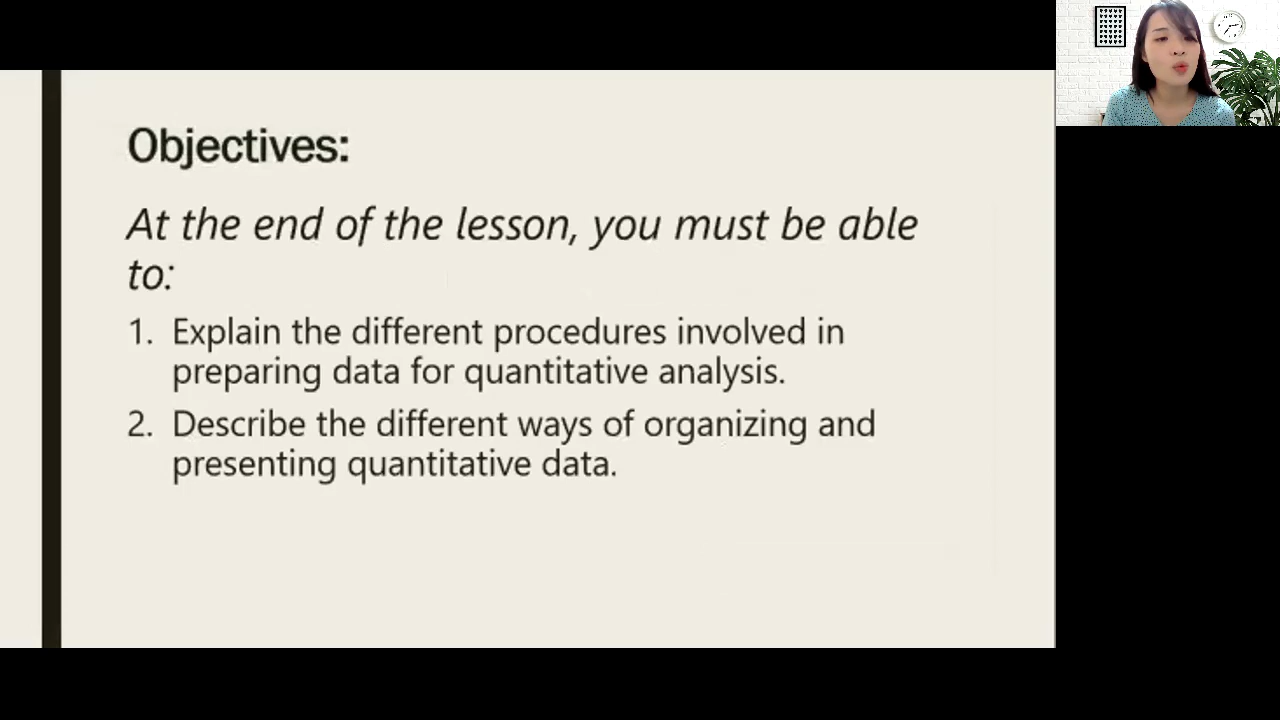 Objectives:
At the end of the lesson, you must be able
to:
1. Explain the different procedures involved in
preparing data for quantitative analysis.
2. Describe the different ways of organizing and
presenting quantitative data.